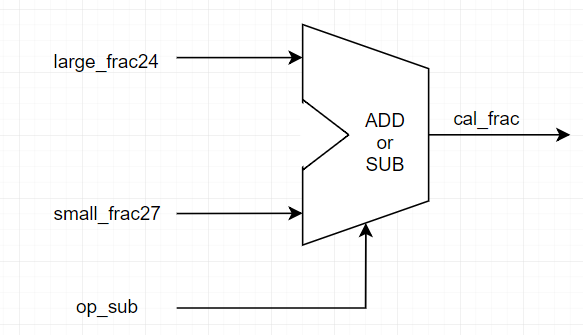 large_frac24
ADD
or
SUB
cal_frac
small_frac27
op_sub